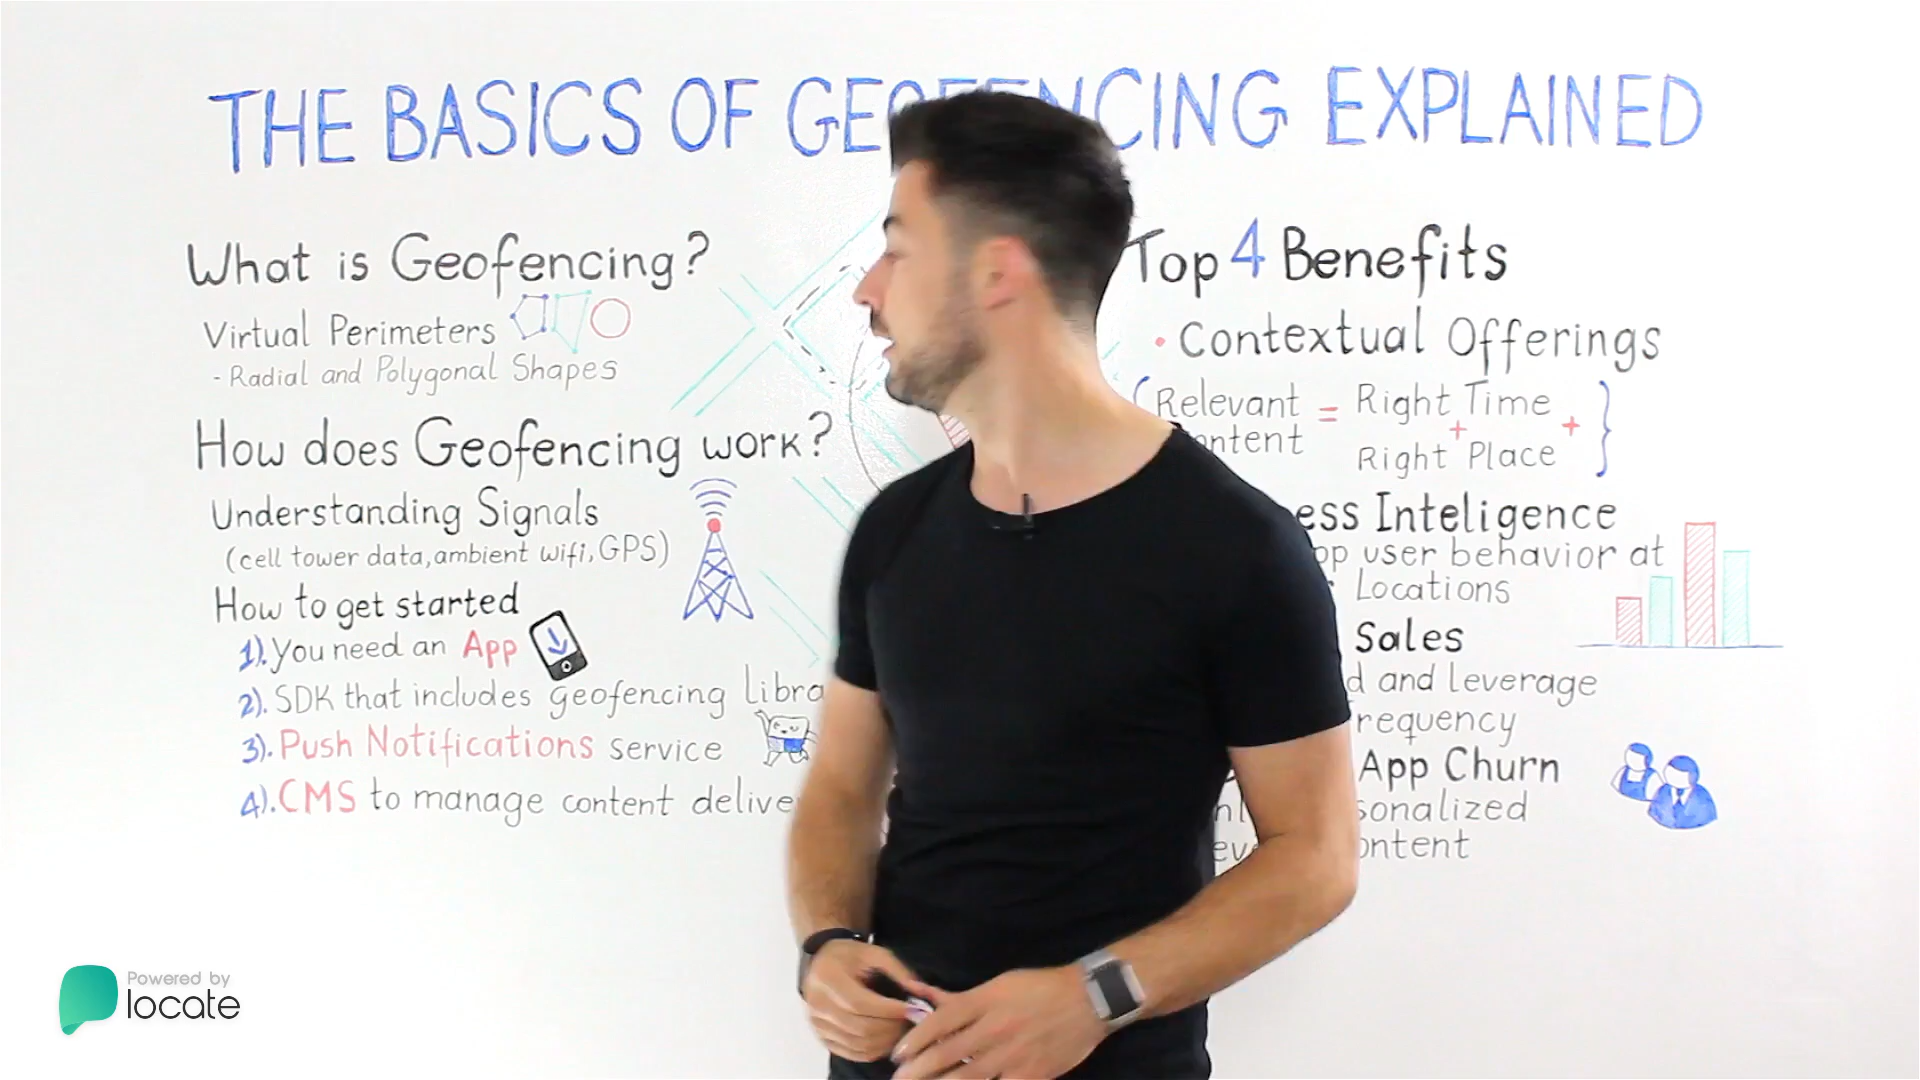 THE BASICS OF GEOFENCING EXPLAINED
What is Geofencing?
Virtual Perimeters
- Radial and Polygonal Shapes
How does Geofencing work?
Understanding Signals
(cell tower data, ambient wifi, GPS)
How to get started
1). You need an App
2). SDK that includes geofencing
3). Push Notifications service
4). CMS to manage content
Top 4 Benefits
• Contextual Offerings
(Relevant = Right Time + }
+
Right Place
Inteligence
user behavior at
Locations
Sales
and leverage
App Churn
Powered by
locate